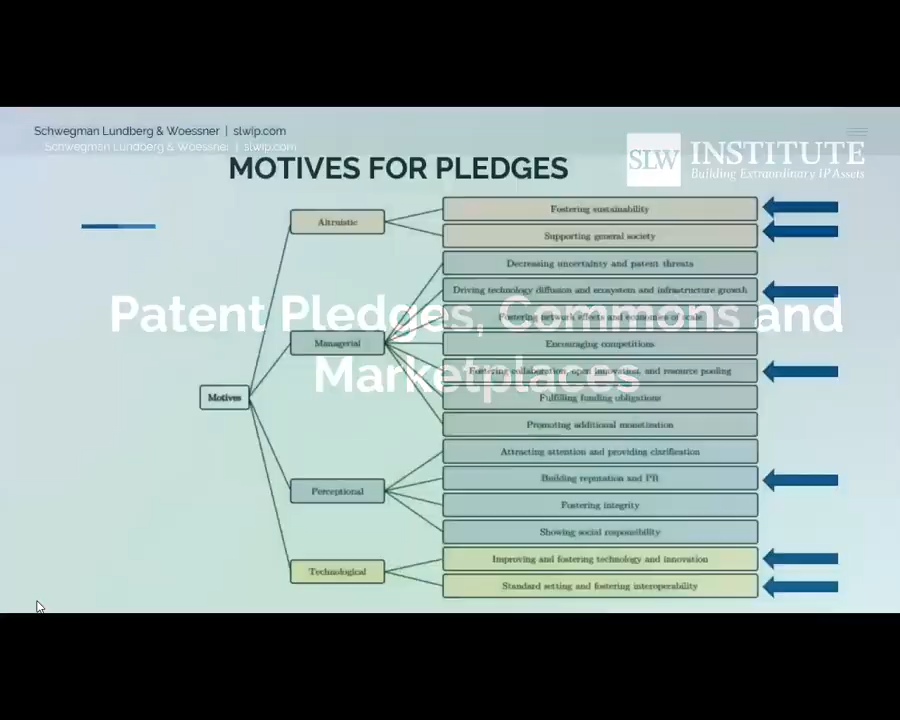 Schwegman Lundberg & Woessner | slwip.com
Schwegman Lundberg & Woessner | slwip.com
MOTIVES FOR PLEDGES
SLW INSTITUTE
Building Extraordinary IP Assets
Patent Pledges, Commons and
Marketplaces
Motives
Altruistic
Fostering sustainability
Supporting general society
Managerial
Decreasing uncertainty and patent threats
Driving technology diffusion and ecosystem and infrastructure growth
Fostering network effects and economies of scale
Encouraging competitions
Fostering collaboration, open innovation, and resource pooling
Fulfilling funding obligations
Promoting additional monetization
Perceptional
Attracting attention and providing clarification
Building reputation and PR
Fostering integrity
Showing social responsibility
Technological
Improving and fostering technology and innovation
Standard setting and fostering interoperability